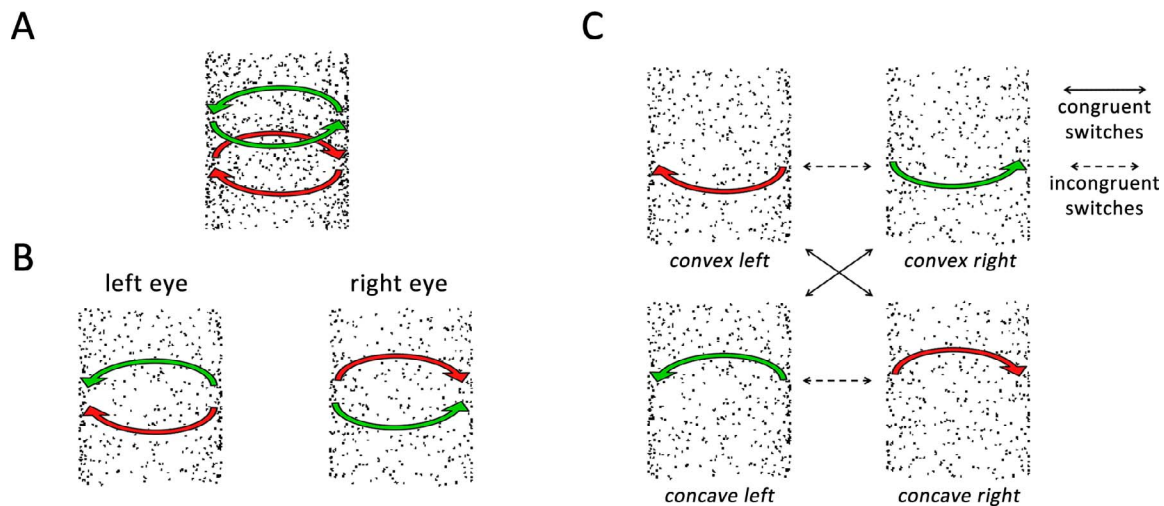 A
B
left eye
right eye
C
convex left
convex right
concave left
concave right
congruent
switches
incongruent
switches